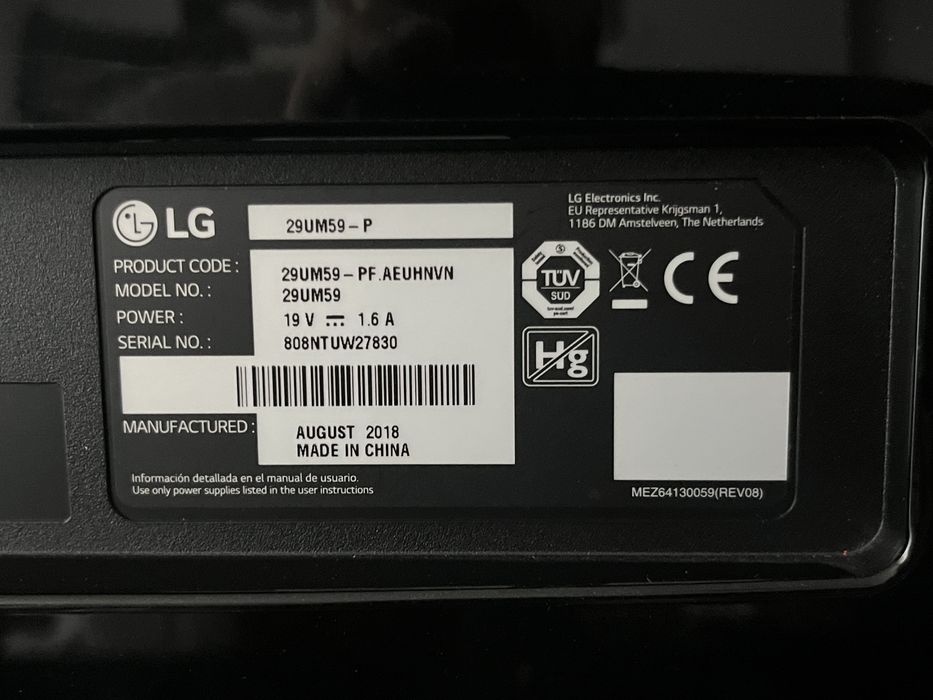 LG
29UM59-P
PRODUCT CODE : 29UM59-PF.AEUHNVN
MODEL NO. : 29UM59
POWER : 19 V ⎓ 1.6 A
SERIAL NO. : 808NTUW27830
MANUFACTURED : AUGUST 2018
MADE IN CHINA
Información detallada en el manual de usuario.
Use only power supplies listed in the user instructions
LG Electronics Inc.
EU Representative Krijgsman 1,
1186 DM Amstelveen, The Netherlands
TÜV
SUD
CE
Hg
MEZ64130059(REV08)